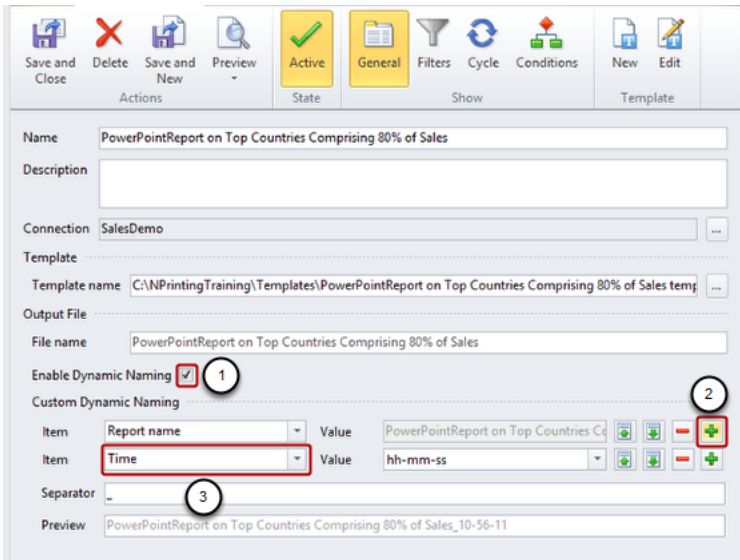 Save and Close
Delete
Save and New
Preview
Active
General
Filters
Cycle
Conditions
New
Edit
Actions
State
Show
Template
Name PowerPointReport on Top Countries Comprising 80% of Sales
Description
Connection SalesDemo ...
Template
Template name C:\NPrintingTraining\Templates\PowerPointReport on Top Countries Comprising 80% of Sales temp ...
Output File
File name PowerPointReport on Top Countries Comprising 80% of Sales
Enable Dynamic Naming 1
2
Custom Dynamic Naming
Item Report name Value PowerPointReport on Top Countries Co
Item Time Value hh-mm-ss
3
Separator _
Preview PowerPointReport on Top Countries Comprising 80% of Sales_10-56-11